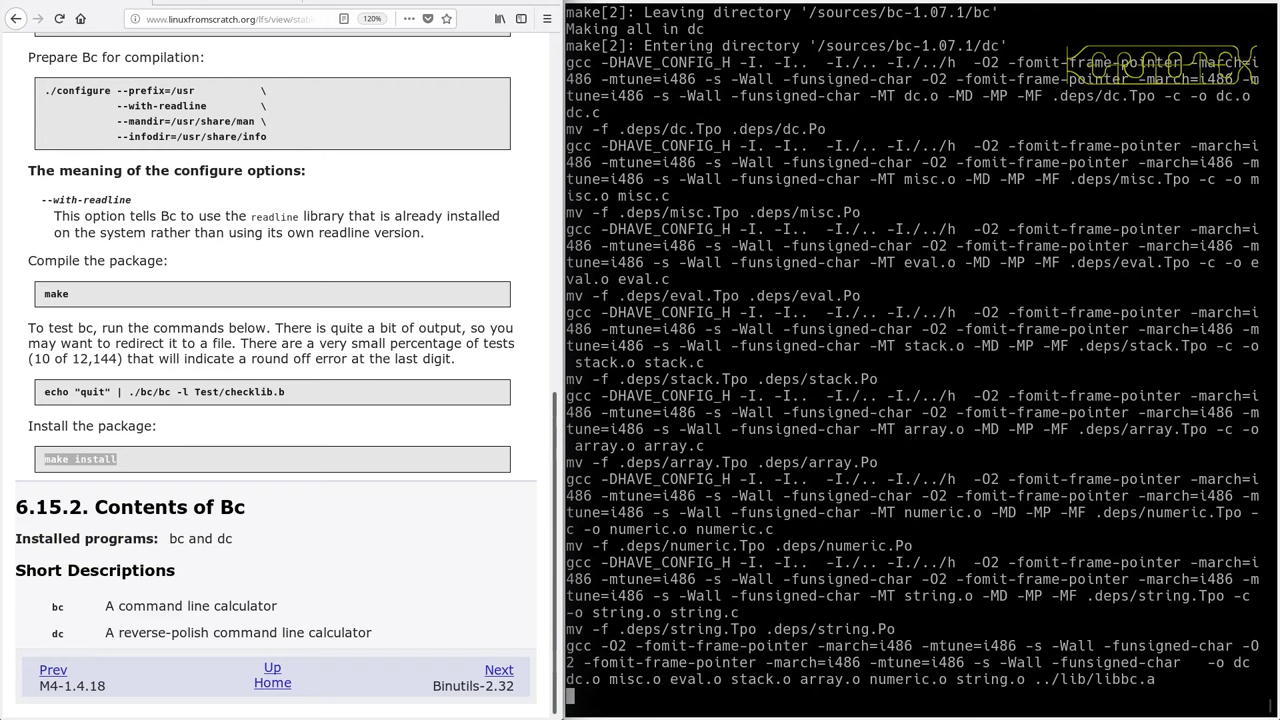 www.linuxfromscratch.org/lfs/view/stab
120%
Prepare Bc for compilation:
./configure --prefix=/usr           \
            --with-readline         \
            --mandir=/usr/share/man \
            --infodir=/usr/share/info
The meaning of the configure options:
--with-readline
This option tells Bc to use the readline library that is already installed
on the system rather than using its own readline version.
Compile the package:
make
To test bc, run the commands below. There is quite a bit of output, so you
may want to redirect it to a file. There are a very small percentage of tests
(10 of 12,144) that will indicate a round off error at the last digit.
echo "quit" | ./bc/bc -l Test/checklib.b
Install the package:
make install
6.15.2. Contents of Bc
Installed programs: bc and dc
Short Descriptions
bc A command line calculator
dc A reverse-polish command line calculator
Prev Up Next
M4-1.4.18 Home Binutils-2.32
make[2]: Leaving directory '/sources/bc-1.07.1/bc'
Making all in dc
make[2]: Entering directory '/sources/bc-1.07.1/dc'
gcc -DHAVE_CONFIG_H -I. -I..  -I./../h  -O2 -fomit-frame-pointer -march=i
486 -mtune=i486 -s -Wall -funsigned-char -O2 -fomit-frame-pointer -march=i486 -m
tune=i486 -s -Wall -funsigned-char -MT dc.o -MD -MP -MF .deps/dc.Tpo -c -o dc.o
dc.c
mv -f .deps/dc.Tpo .deps/dc.Po
gcc -DHAVE_CONFIG_H -I. -I..  -I./../h  -O2 -fomit-frame-pointer -march=i
486 -mtune=i486 -s -Wall -funsigned-char -O2 -fomit-frame-pointer -march=i486 -m
tune=i486 -s -Wall -funsigned-char -MT misc.o -MD -MP -MF .deps/misc.Tpo -c -o m
isc.o misc.c
mv -f .deps/misc.Tpo .deps/misc.Po
gcc -DHAVE_CONFIG_H -I. -I..  -I./../h  -O2 -fomit-frame-pointer -march=i
486 -mtune=i486 -s -Wall -funsigned-char -O2 -fomit-frame-pointer -march=i486 -m
tune=i486 -s -Wall -funsigned-char -MT eval.o -MD -MP -MF .deps/eval.Tpo -c -o e
val.o eval.c
mv -f .deps/eval.Tpo .deps/eval.Po
gcc -DHAVE_CONFIG_H -I. -I..  -I./../h  -O2 -fomit-frame-pointer -march=i
486 -mtune=i486 -s -Wall -funsigned-char -O2 -fomit-frame-pointer -march=i486 -m
tune=i486 -s -Wall -funsigned-char -MT stack.o -MD -MP -MF .deps/stack.Tpo -c -o
 stack.o stack.c
mv -f .deps/stack.Tpo .deps/stack.Po
gcc -DHAVE_CONFIG_H -I. -I..  -I./../h  -O2 -fomit-frame-pointer -march=i
486 -mtune=i486 -s -Wall -funsigned-char -O2 -fomit-frame-pointer -march=i486 -m
tune=i486 -s -Wall -funsigned-char -MT array.o -MD -MP -MF .deps/array.Tpo -c -o
 array.o array.c
mv -f .deps/array.Tpo .deps/array.Po
gcc -DHAVE_CONFIG_H -I. -I..  -I./../h  -O2 -fomit-frame-pointer -march=i
486 -mtune=i486 -s -Wall -funsigned-char -O2 -fomit-frame-pointer -march=i486 -m
tune=i486 -s -Wall -funsigned-char -MT numeric.o -MD -MP -MF .deps/numeric.Tpo -
c -o numeric.o numeric.c
mv -f .deps/numeric.Tpo .deps/numeric.Po
gcc -DHAVE_CONFIG_H -I. -I..  -I./../h  -O2 -fomit-frame-pointer -march=i
486 -mtune=i486 -s -Wall -funsigned-char -O2 -fomit-frame-pointer -march=i486 -m
tune=i486 -s -Wall -funsigned-char -MT string.o -MD -MP -MF .deps/string.Tpo -c
-o string.o string.c
mv -f .deps/string.Tpo .deps/string.Po
gcc -O2 -fomit-frame-pointer -march=i486 -mtune=i486 -s -Wall -funsigned-char -O
2 -fomit-frame-pointer -march=i486 -mtune=i486 -s -Wall -funsigned-char   -o dc
dc.o misc.o eval.o stack.o array.o numeric.o string.o ../lib/libbc.a